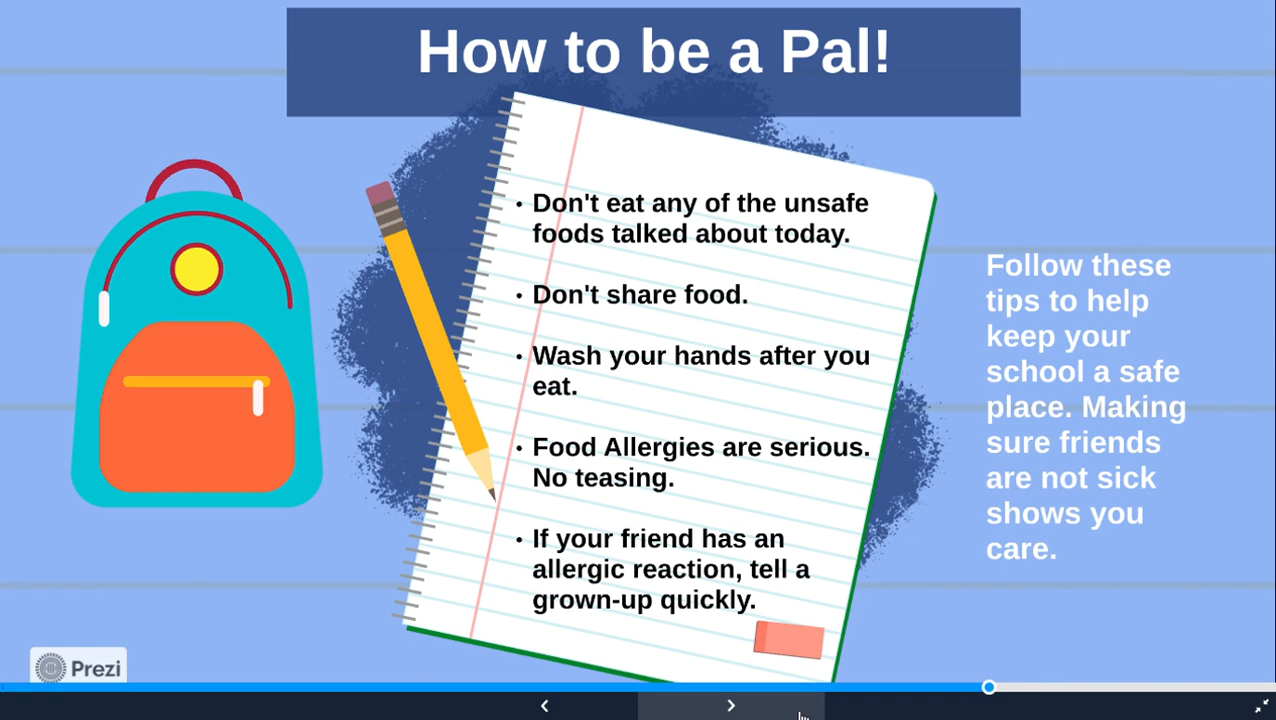 How to be a Pal!
• Don't eat any of the unsafe
foods talked about today.
• Don't share food.
• Wash your hands after you
eat.
• Food Allergies are serious.
No teasing.
• If your friend has an
allergic reaction, tell a
grown-up quickly.
Follow these
tips to help
keep your
school a safe
place. Making
sure friends
are not sick
shows you
care.
Prezi